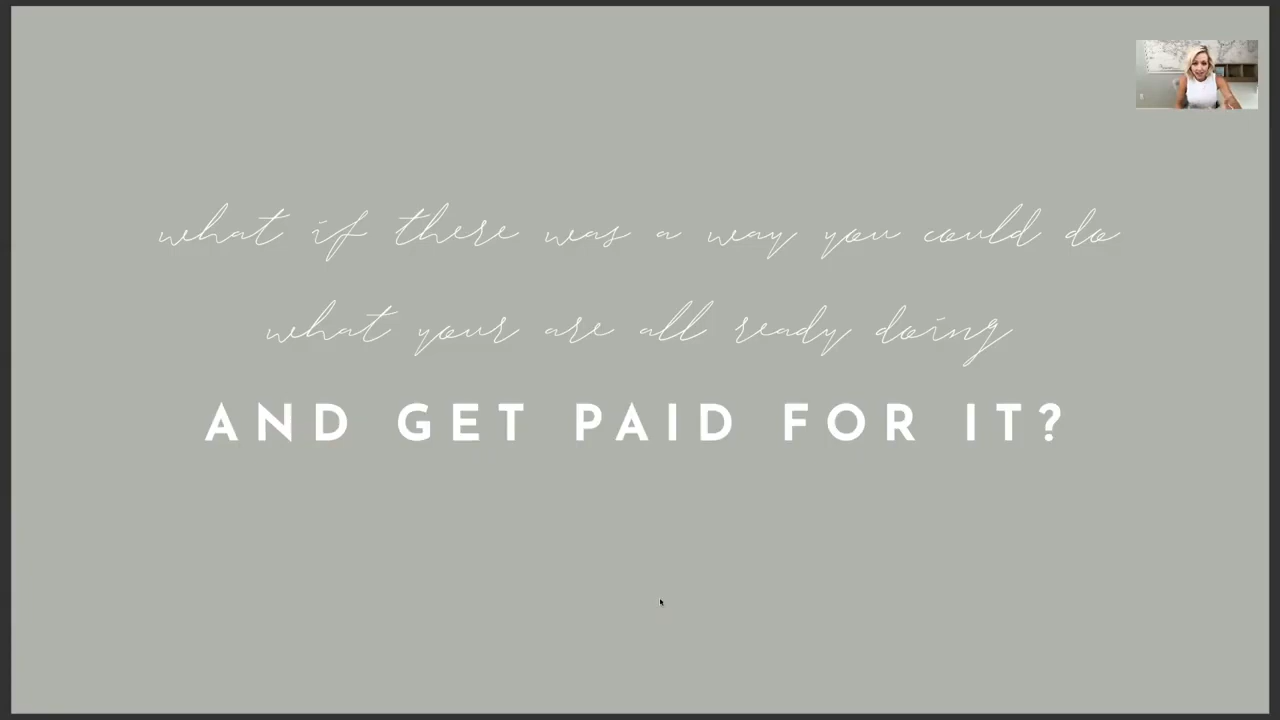 what if there was a way you could do
what your are all ready doing
AND GET PAID FOR IT?